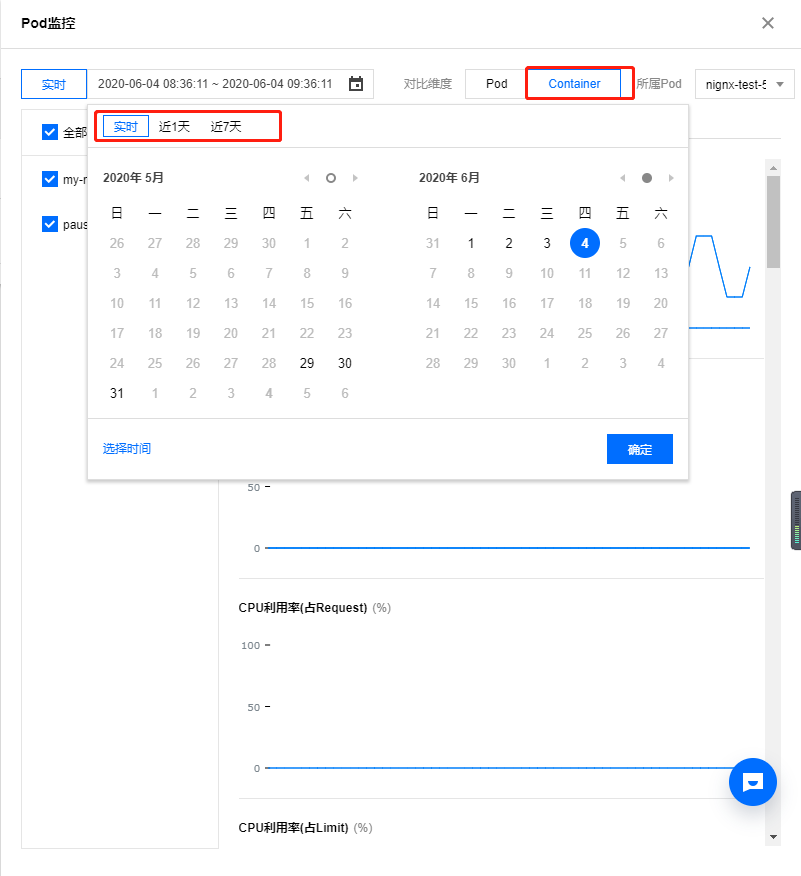 Pod监控
实时 2020-06-04 08:36:11 ~ 2020-06-04 09:36:11 对比维度 Pod Container 所属Pod nignx-test-5
全部
实时 近1天 近7天
my-r
paus
2020年 5月
日 一 二 三 四 五 六
26 27 28 29 30 1 2
3 4 5 6 7 8 9
10 11 12 13 14 15 16
17 18 19 20 21 22 23
24 25 26 27 28 29 30
31 1 2 3 4 5 6
2020年 6月
日 一 二 三 四 五 六
31 1 2 3 4 5 6
7 8 9 10 11 12 13
14 15 16 17 18 19 20
21 22 23 24 25 26 27
28 29 30 1 2 3 4
选择时间 确定
50
0
CPU利用率(占Request) (%)
100
50
0
CPU利用率(占Limit) (%)